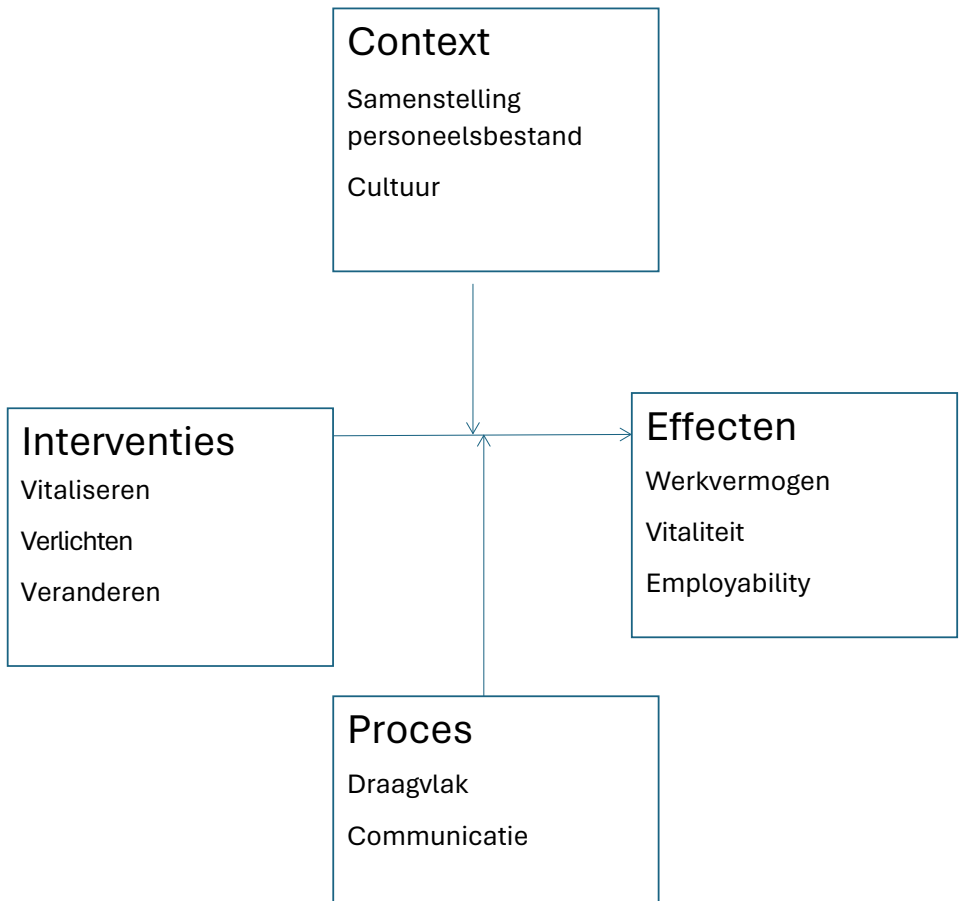 Context
Samenstelling
personeelsbestand
Cultuur
Interventies
Vitaliseren
Verlichten
Veranderen
Effecten
Werkvermogen
Vitaliteit
Employability
Proces
Draagvlak
Communicatie